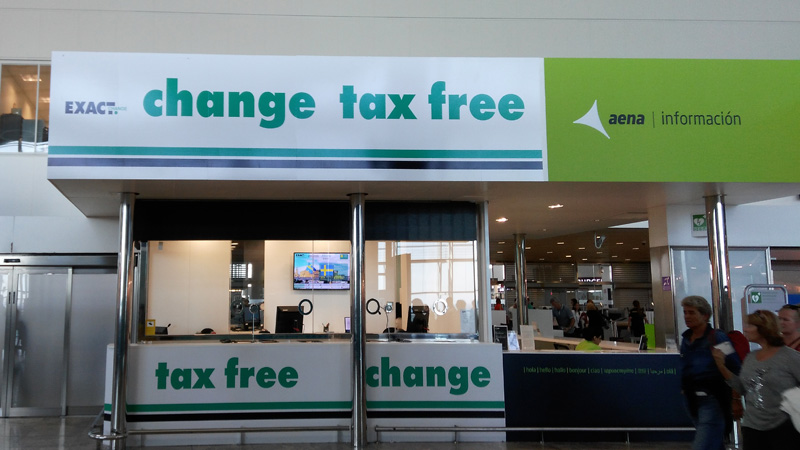 EXACT change tax free
aena | información
tax free
change